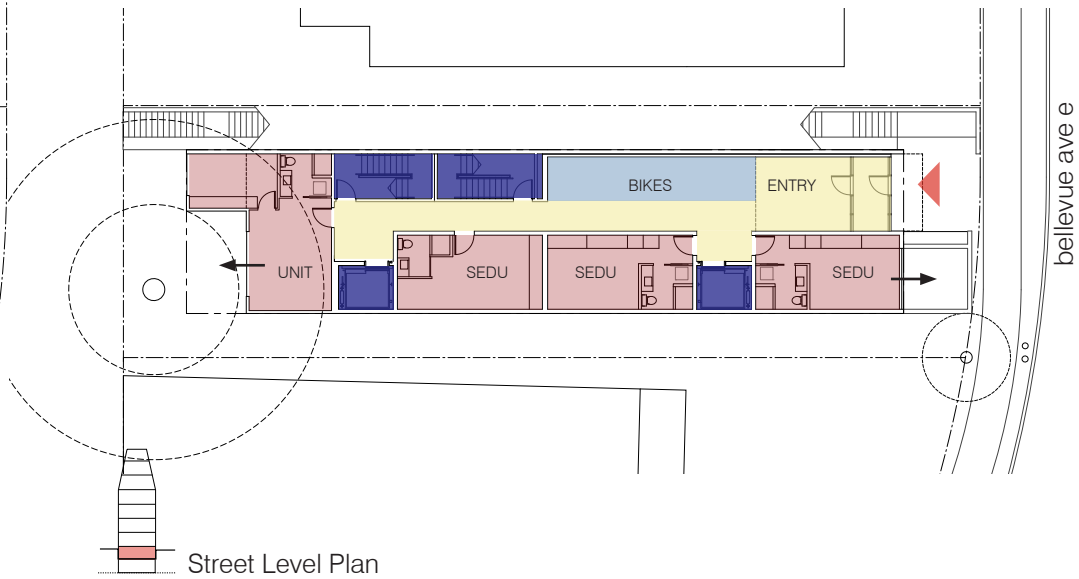 BIKES
ENTRY
UNIT
SEDU
SEDU
SEDU
bellevue ave e
Street Level Plan